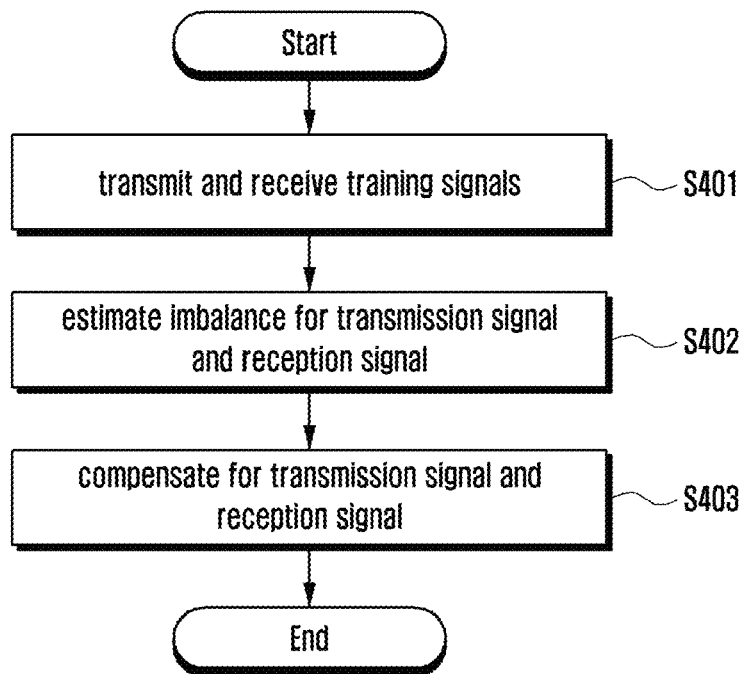 Start
transmit and receive training signals
S401
estimate imbalance for transmission signal
and reception signal
S402
compensate for transmission signal and
reception signal
S403
End